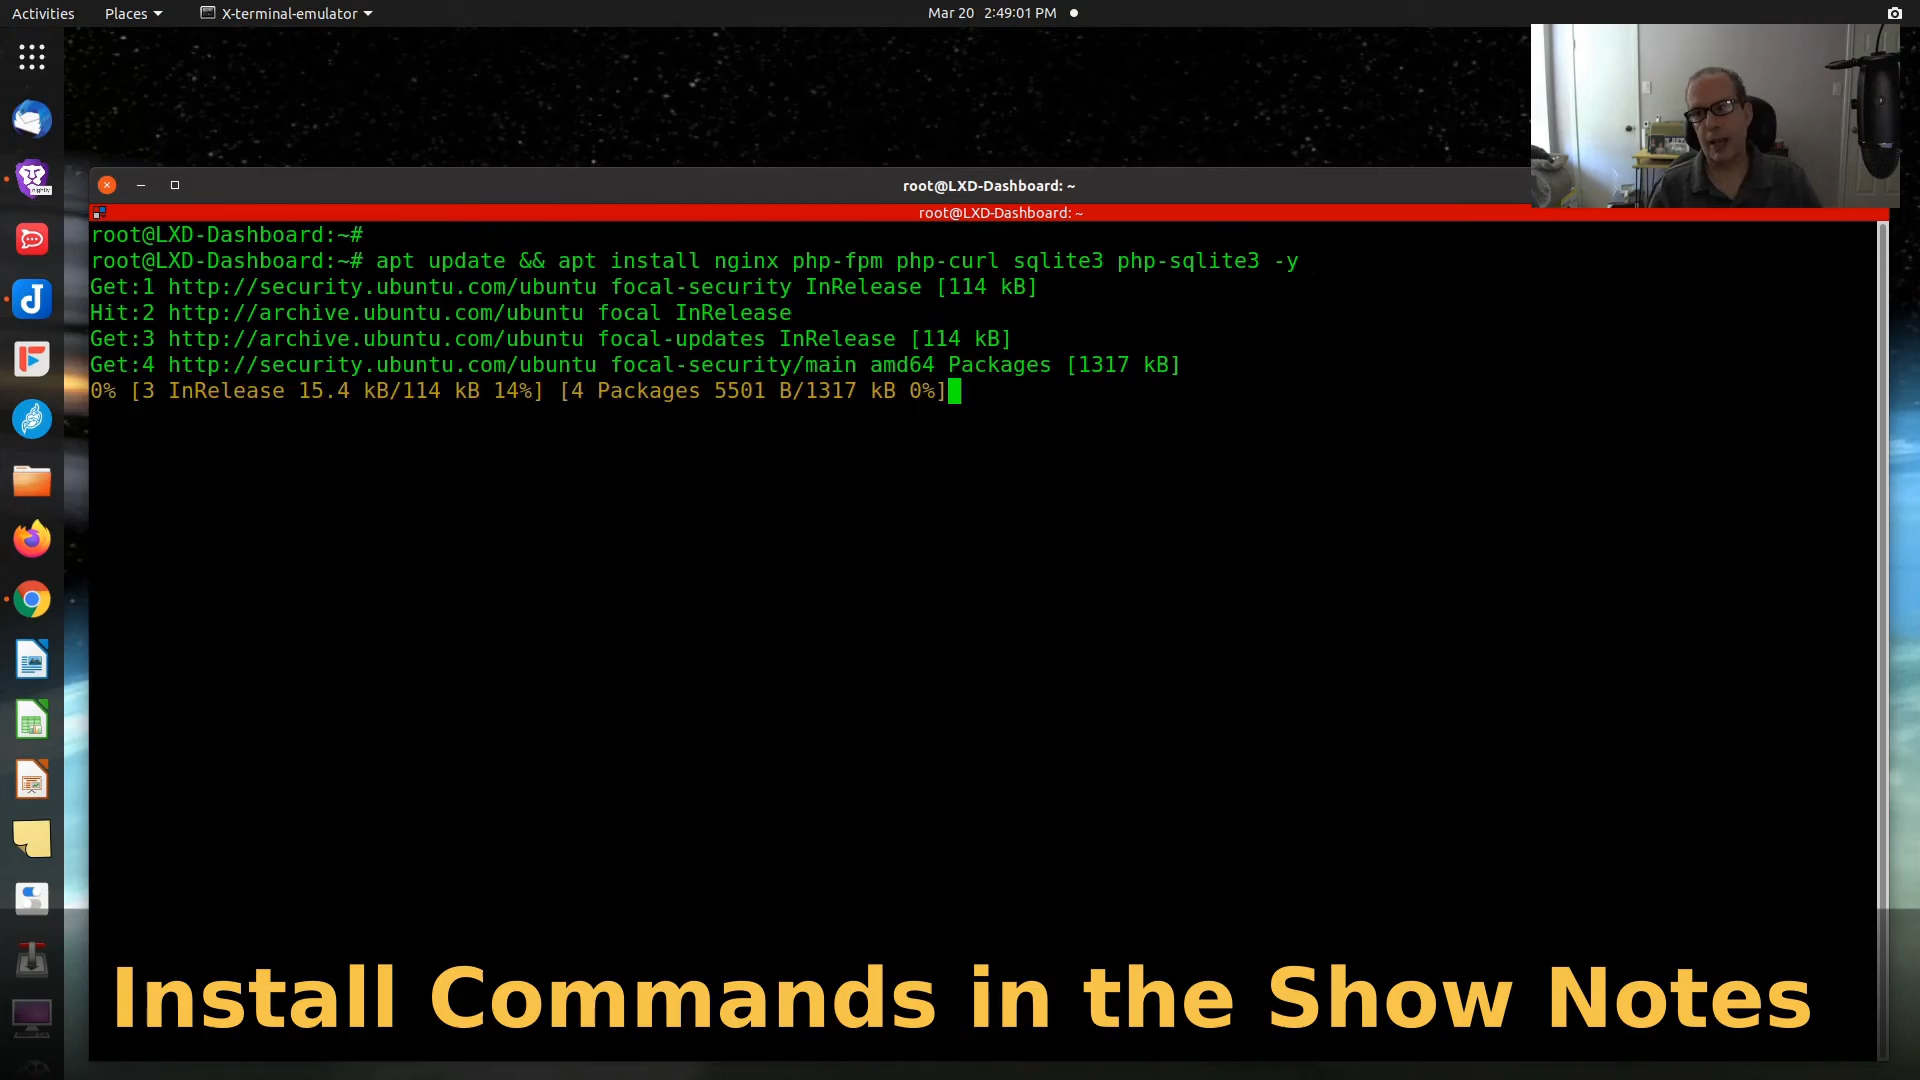 Activities Places X-terminal-emulator Mar 20 2:49:01 PM
nightly
root@LXD-Dashboard: ~
root@LXD-Dashboard: ~
root@LXD-Dashboard:~#
root@LXD-Dashboard:~# apt update && apt install nginx php-fpm php-curl sqlite3 php-sqlite3 -y
Get:1 http://security.ubuntu.com/ubuntu focal-security InRelease [114 kB]
Hit:2 http://archive.ubuntu.com/ubuntu focal InRelease
Get:3 http://archive.ubuntu.com/ubuntu focal-updates InRelease [114 kB]
Get:4 http://security.ubuntu.com/ubuntu focal-security/main amd64 Packages [1317 kB]
0% [3 InRelease 15.4 kB/114 kB 14%] [4 Packages 5501 B/1317 kB 0%]
Install Commands in the Show Notes